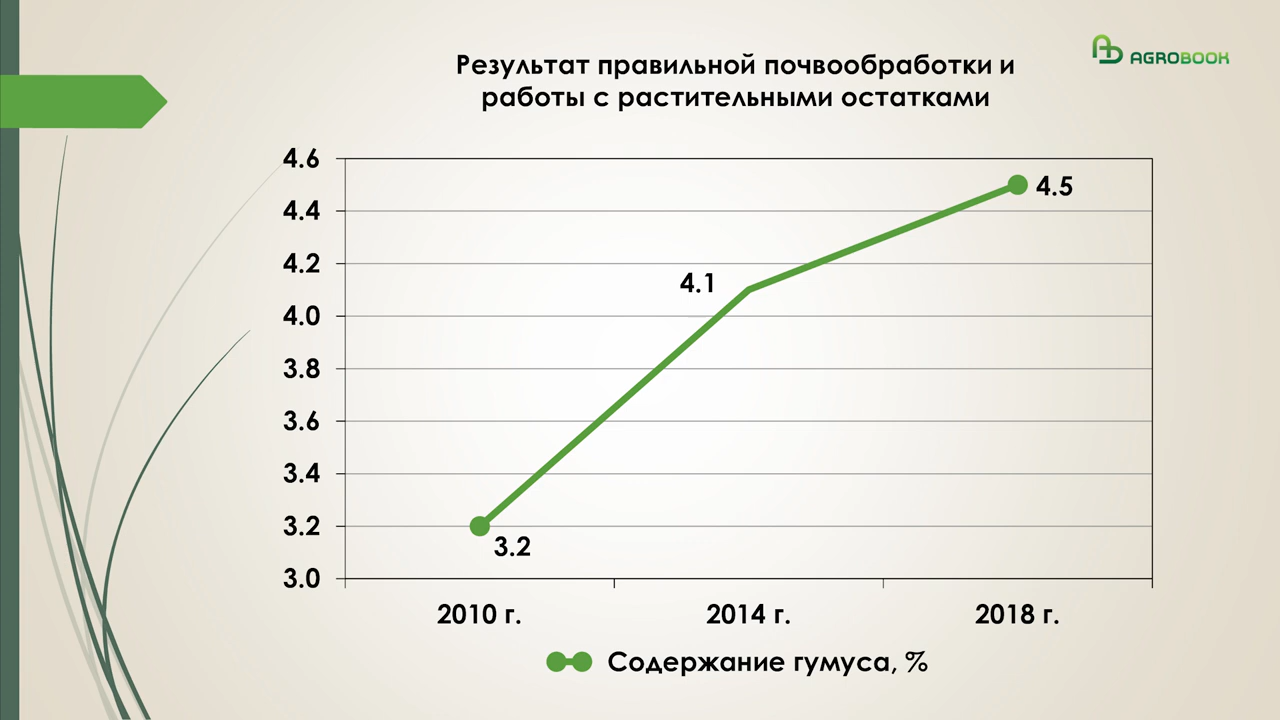 Результат правильной почвообработки и
работы с растительными остатками
AGROBOOK
4.6
4.4
4.2
4.0
3.8
3.6
3.4
3.2
3.0
4.5
4.1
3.2
2010 г.
2014 г.
2018 г.
Содержание гумуса, %